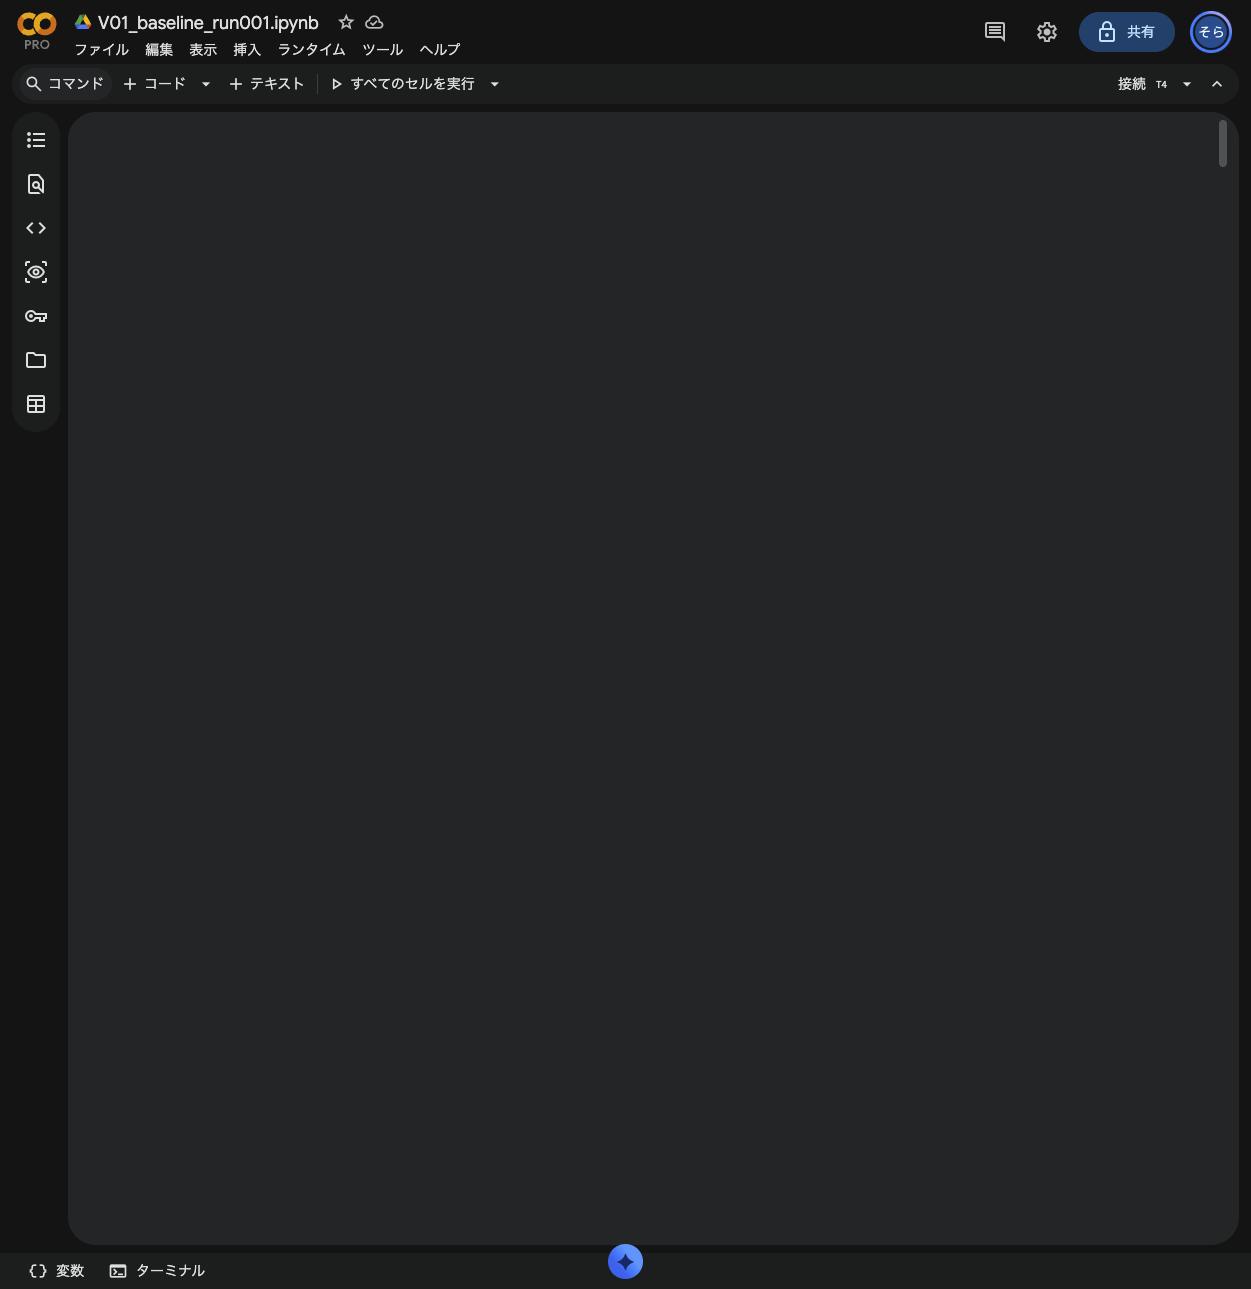 V01_baseline_run001.ipynb
PRO
ファイル 編集 表示 挿入 ランタイム ツール ヘルプ
共有
そら
コマンド + コード + テキスト すべてのセルを実行
接続 T4
変数 ターミナル